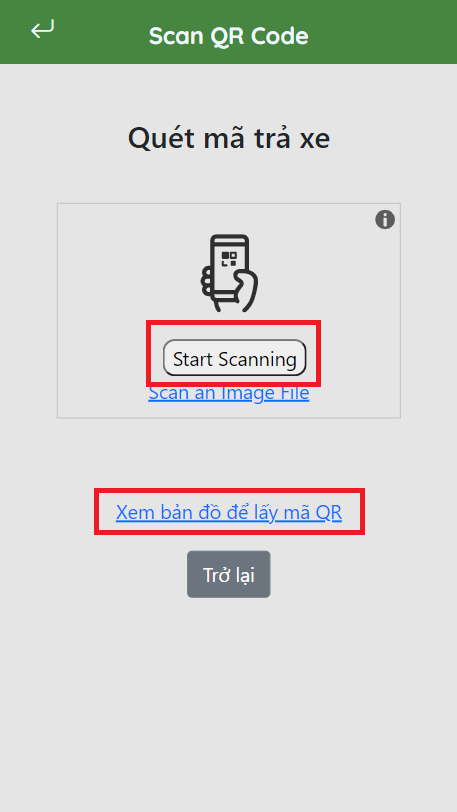 Scan QR Code
Quét mã trả xe
Start Scanning
Scan an Image File
Xem bản đồ để lấy mã QR
Trở lại